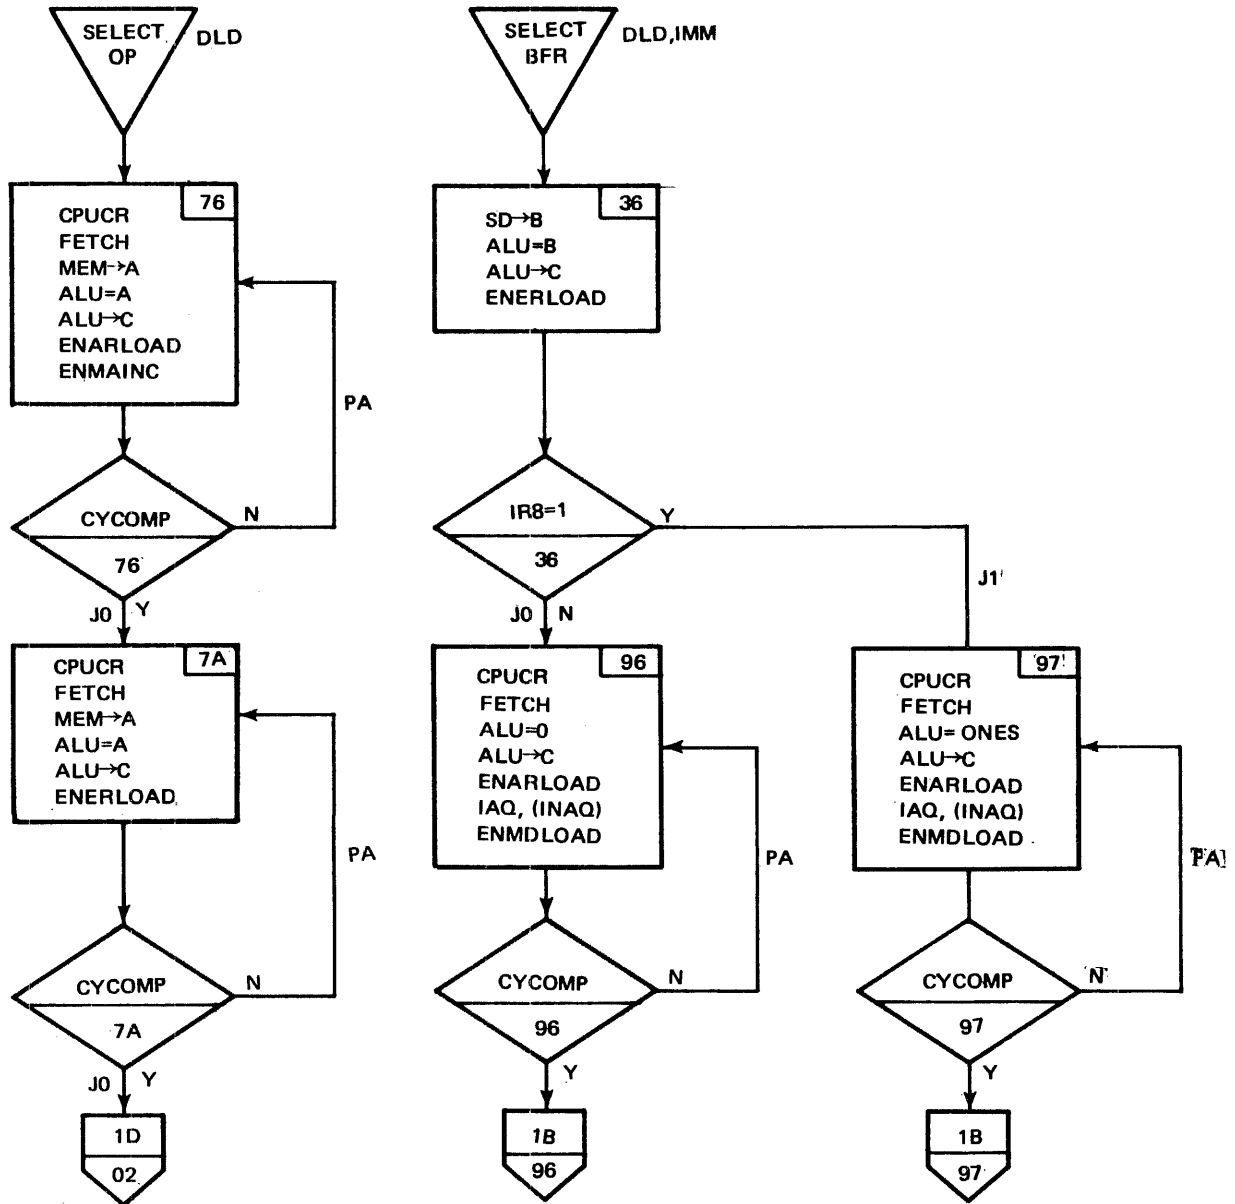 SELECT
OP
DLD
76
CPUCR
FETCH
MEM→A
ALU=A
ALU→C
ENARLOAD
ENMAINC
PA
CYCOMP
N
76
J0 Y
7A
CPUCR
FETCH
MEM→A
ALU=A
ALU→C
ENERLOAD
PA
CYCOMP
N
7A
J0 Y
1D
02
SELECT
BFR
DLD,IMM
36
SD→B
ALU=B
ALU→C
ENERLOAD
IR8=1
Y
36
J1
J0 N
96
CPUCR
FETCH
ALU=0
ALU→C
ENARLOAD
IAQ, (INAQ)
ENMDLOAD
PA
CYCOMP
N
96
Y
1B
96
97
CPUCR
FETCH
ALU=ONES
ALU→C
ENARLOAD
IAQ, (INAQ)
ENMDLOAD
PA
CYCOMP
N
97
Y
1B
97